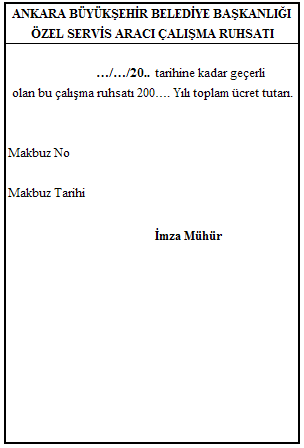 ANKARA BÜYÜKŞEHİR BELEDİYE BAŞKANLIĞI
ÖZEL SERVİS ARACI ÇALIŞMA RUHSATI
…/…/20.. tarihine kadar geçerli
olan bu çalışma ruhsatı 200…. Yılı toplam ücret tutarı.
Makbuz No
Makbuz Tarihi
İmza Mühür